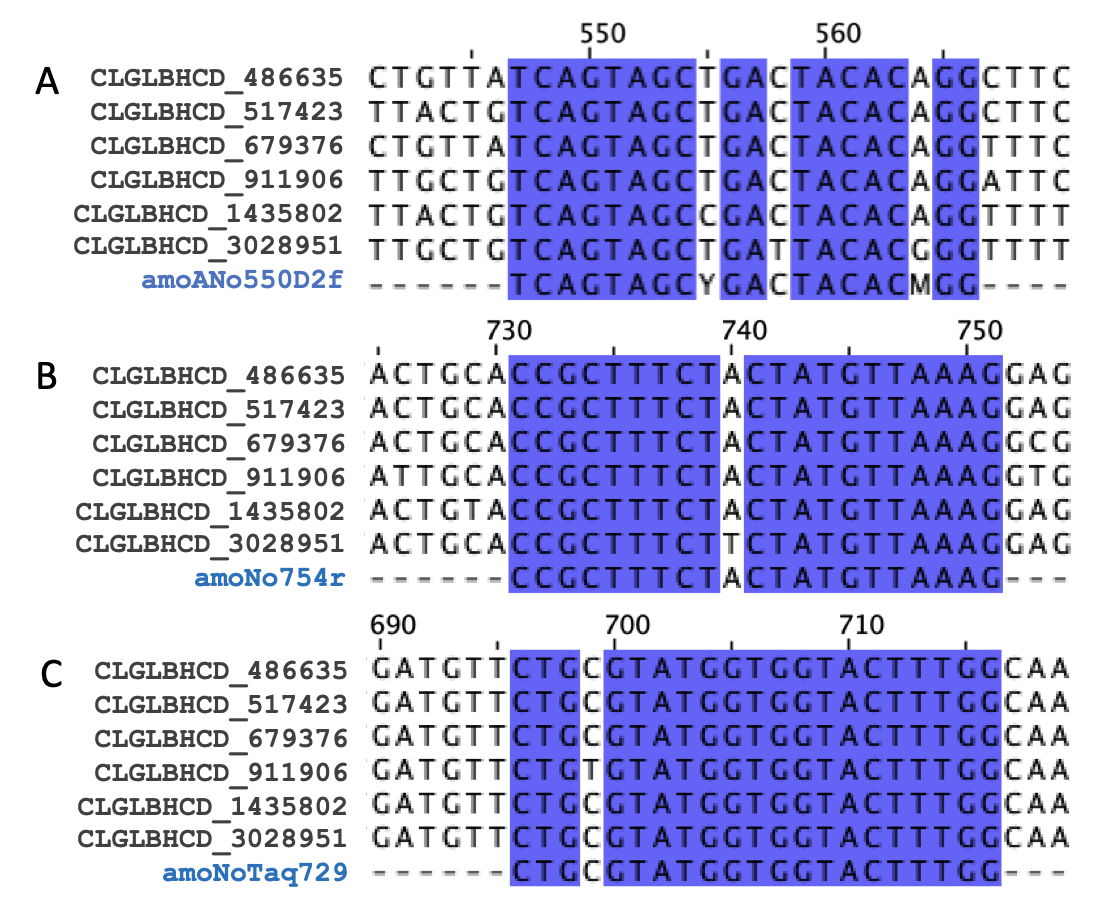 550 560
A CLGLBHCD_486635 CTGTTATCAGTAGCTGACTACACAGGCTTC
CLGLBHCD_517423 TTACTGTCAGTAGCTGACTACACAGGCTTC
CLGLBHCD_679376 CTGTTATCAGTAGCTGACTACACAGGTTTC
CLGLBHCD_911906 TTGCTGTCAGTAGCTGACTACACAGGATTC
CLGLBHCD_1435802 TTACTGTCAGTAGCCGACTACACAGGTTTT
CLGLBHCD_3028951 TTGCTGTCAGTAGCTGATTACACGGGTTTT
amoANo550D2f ------TCAGTAGCYGACTACACMGG----
730 740 750
B CLGLBHCD_486635 ACTGCACCGCTTTCTACTATGTTAAAGGAG
CLGLBHCD_517423 ACTGCACCGCTTTCTACTATGTTAAAGGAG
CLGLBHCD_679376 ACTGCACCGCTTTCTACTATGTTAAAGGCG
CLGLBHCD_911906 ATTGCACCGCTTTCTACTATGTTAAAGGTG
CLGLBHCD_1435802 ACTGTACCGCTTTCTACTATGTTAAAGGAG
CLGLBHCD_3028951 ACTGCACCGCTTTCTTCTATGTTAAAGGAG
amoNo754r ------CCGCTTTCTACTATGTTAAAG---
690 700 710
C CLGLBHCD_486635 GATGTTCTGCGTATGGTGGTACTTTGGCAA
CLGLBHCD_517423 GATGTTCTGCGTATGGTGGTACTTTGGCAA
CLGLBHCD_679376 GATGTTCTGCGTATGGTGGTACTTTGGCAA
CLGLBHCD_911906 GATGTTCTGTGTATGGTGGTACTTTGGCAA
CLGLBHCD_1435802 GATGTTCTGCGTATGGTGGTACTTTGGCAA
CLGLBHCD_3028951 GATGTTCTGCGTATGGTGGTACTTTGGCAA
amoNoTaq729 ------CTGCGTATGGTGGTACTTTGG---